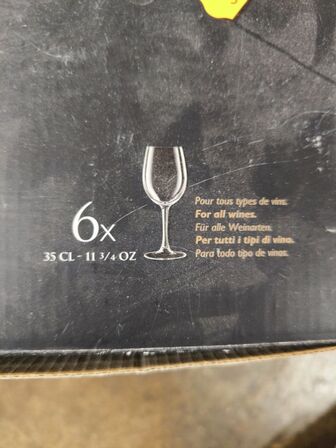 6x
35 CL - 11 3/4 OZ
Pour tous types de vins.
For all wines.
Für alle Weinarten.
Per tutti i tipi di vino.
Para todo tipo de vinos.